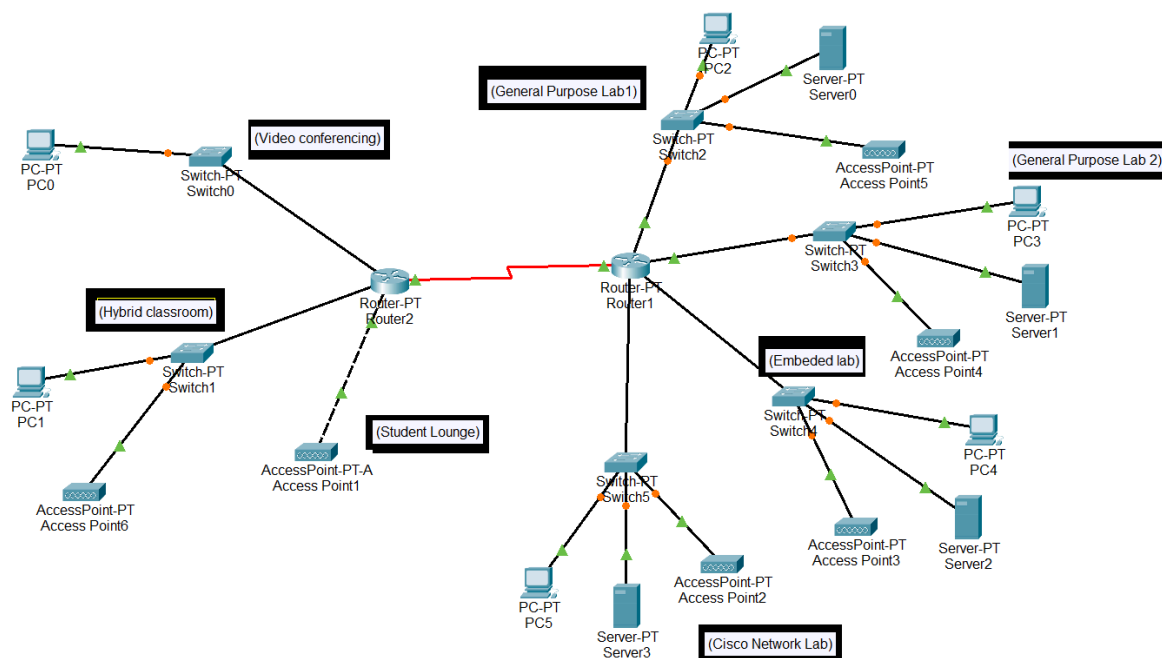 PC-PT
PC2
Server-PT
Server0
(General Purpose Lab1)
Switch-PT
Switch2
AccessPoint-PT
Access Point5
(Video conferencing)
PC-PT
PC0
Switch-PT
Switch0
(General Purpose Lab 2)
PC-PT
PC3
Switch-PT
Switch3
Server-PT
Server1
AccessPoint-PT
Access Point4
Router-PT
Router2
Router-PT
Router1
(Hybrid classroom)
Switch-PT
Switch1
PC-PT
PC1
AccessPoint-PT
Access Point6
(Student Lounge)
AccessPoint-PT-A
Access Point1
(Embeded lab)
Switch-PT
Switch4
PC-PT
PC4
Server-PT
Server2
AccessPoint-PT
Access Point3
Switch-PT
Switch5
PC-PT
PC5
Server-PT
Server3
AccessPoint-PT
Access Point2
(Cisco Network Lab)